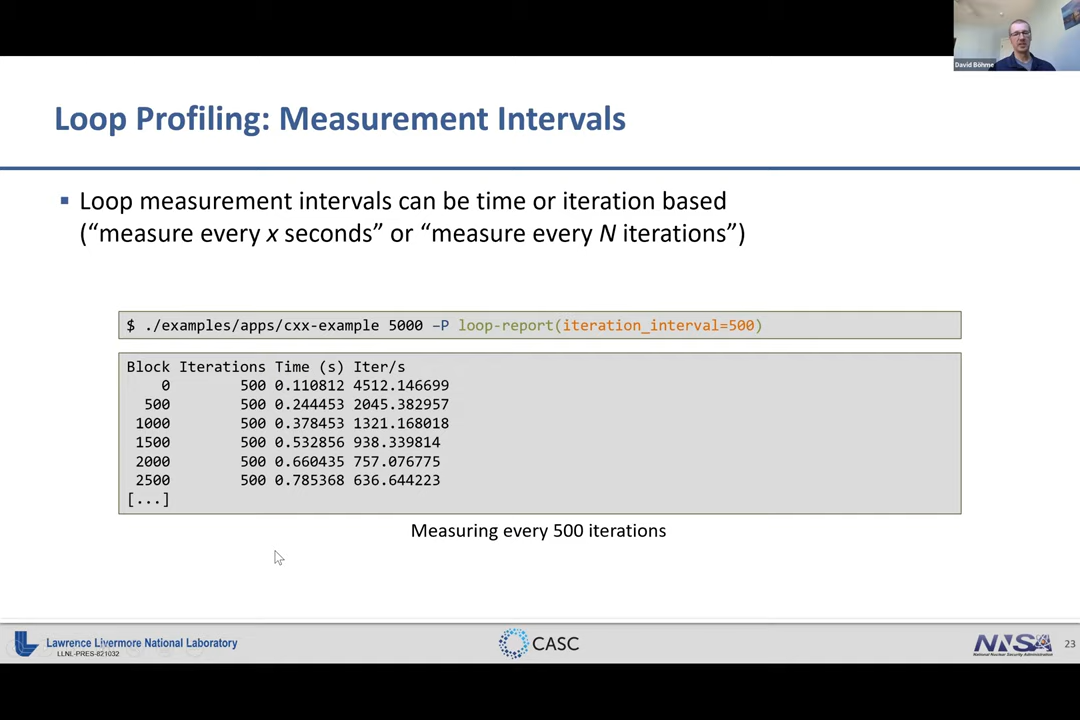 David Böhme
Loop Profiling: Measurement Intervals
▪ Loop measurement intervals can be time or iteration based
(“measure every x seconds” or “measure every N iterations”)
$ ./examples/apps/cxx-example 5000 –P loop-report(iteration_interval=500)
Block Iterations Time (s) Iter/s
0 500 0.110812 4512.146699
500 500 0.244453 2045.382957
1000 500 0.378453 1321.168018
1500 500 0.532856 938.339814
2000 500 0.660435 757.076775
2500 500 0.785368 636.644223
[...]
Measuring every 500 iterations
Lawrence Livermore National Laboratory
LLNL-PRES-821032
CASC
NNSA
National Nuclear Security Administration
23